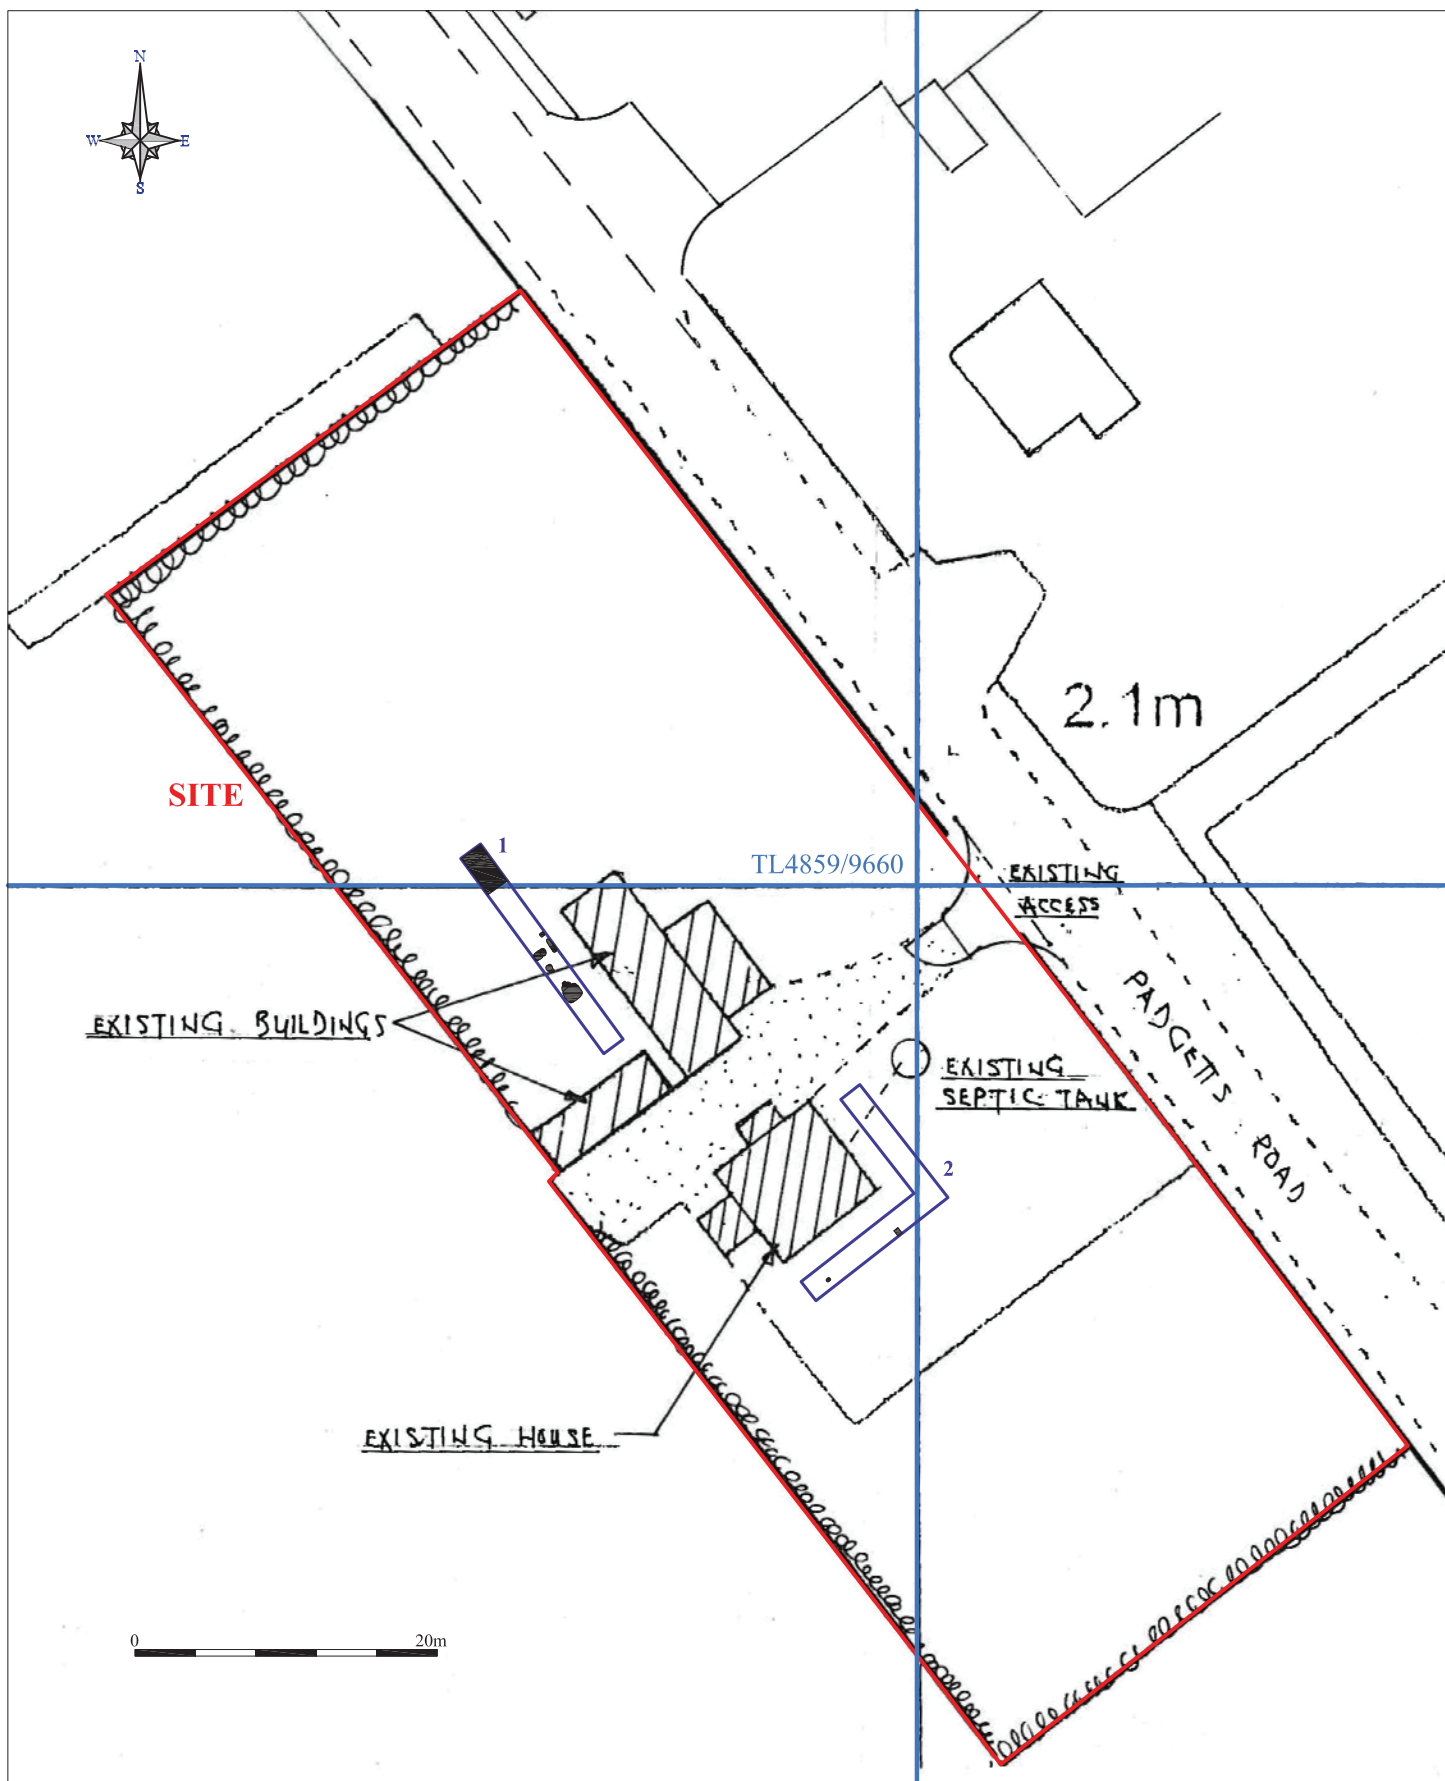 N
W E
S
2.1m
SITE
1
TL4859/9660
EXISTING
ACCESS
EXISTING BUILDINGS
PADGETTS ROAD
EXISTING
SEPTIC TANK
2
EXISTING HOUSE
0 20m